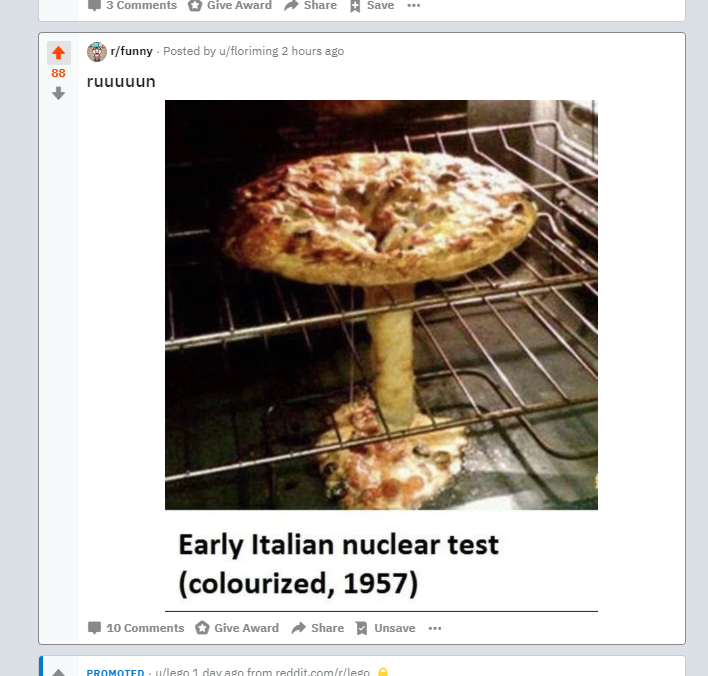 3 Comments Give Award Share Save
r/funny · Posted by u/floriming 2 hours ago
88
ruuuuun
Early Italian nuclear test
(colourized, 1957)
10 Comments Give Award Share Unsave
PROMOTED · u/lego 1 day ago from reddit.com/r/lego